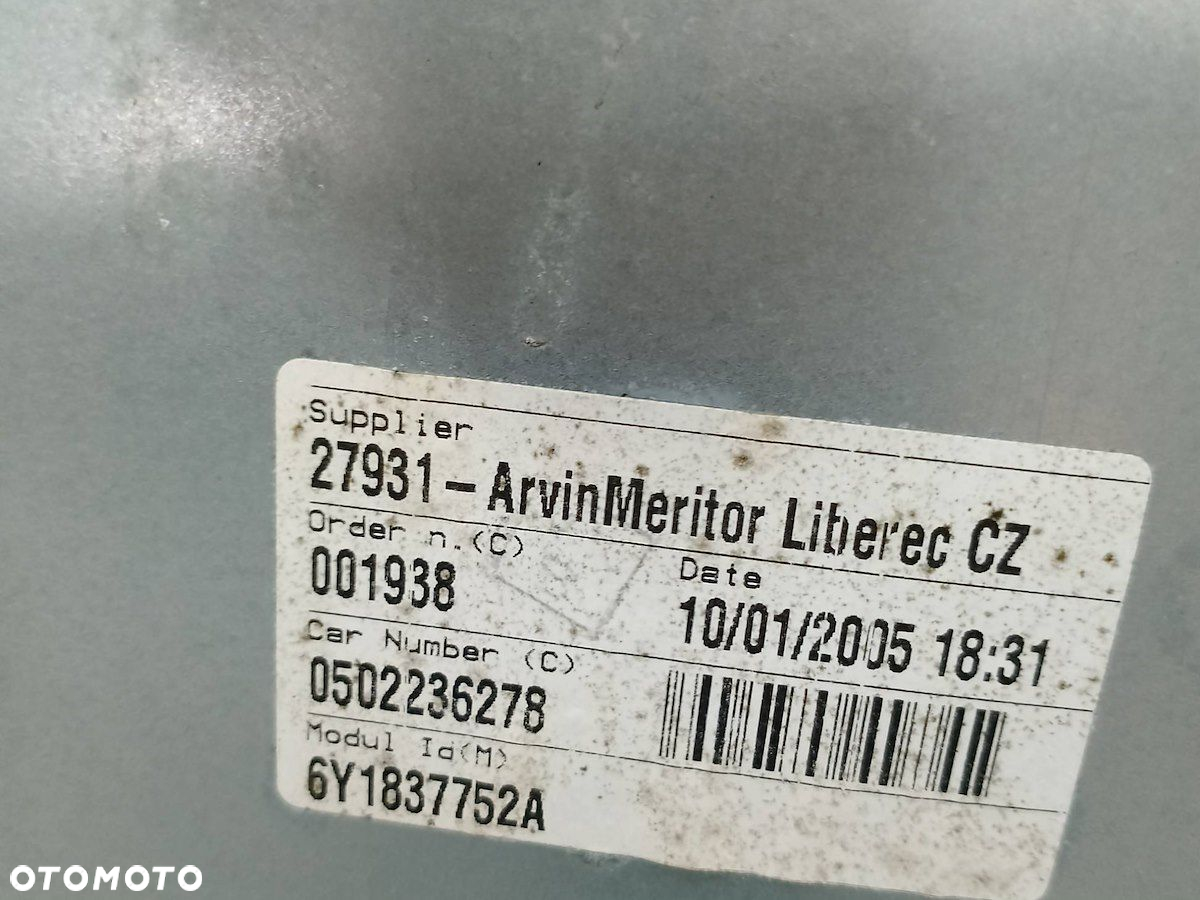 Supplier
27931-ArvinMeritor Liberec CZ
Order n.(C)
001938
Date
10/01/2005 18:31
Car Number (C)
0502236278
Modul Id(M)
6Y1837752A
OTOMOTO